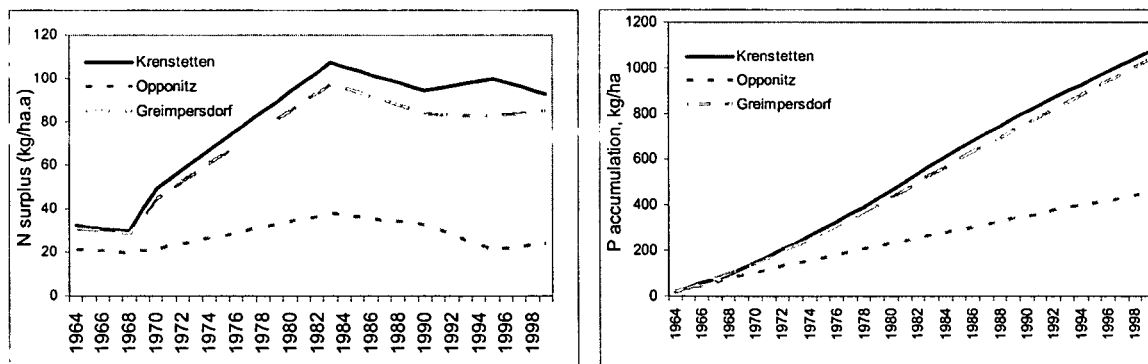 N surplus (kg/ha.a)
120
100
80
60
40
20
0
Krenstetten
Opponitz
Greimpersdorf
1964 1966 1968 1970 1972 1974 1976 1978 1980 1982 1984 1986 1988 1990 1992 1994 1996 1998
P accumulation, kg/ha
1200
1000
800
600
400
200
0
Krenstetten
Opponitz
Greimpersdorf
1964 1966 1968 1970 1972 1974 1976 1978 1980 1982 1984 1986 1988 1990 1992 1994 1996 1998